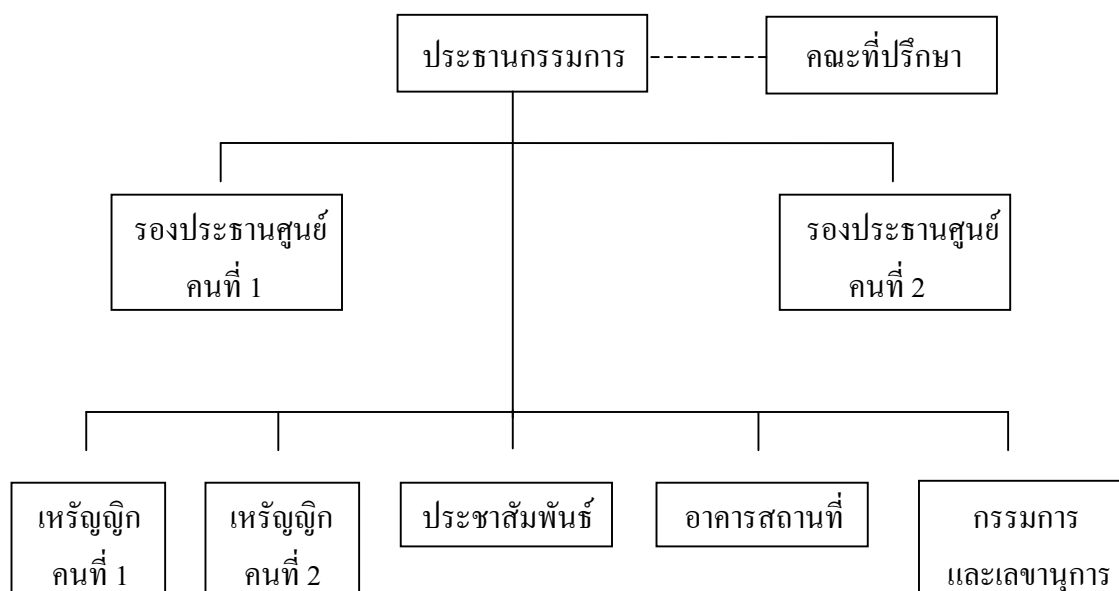 ประธานกรรมการ
คณะที่ปรึกษา
รองประธานศูนย์
คนที่ 1
รองประธานศูนย์
คนที่ 2
เหรัญญิก
คนที่ 1
เหรัญญิก
คนที่ 2
ประชาสัมพันธ์
อาคารสถานที่
กรรมการ
และเลขานุการ